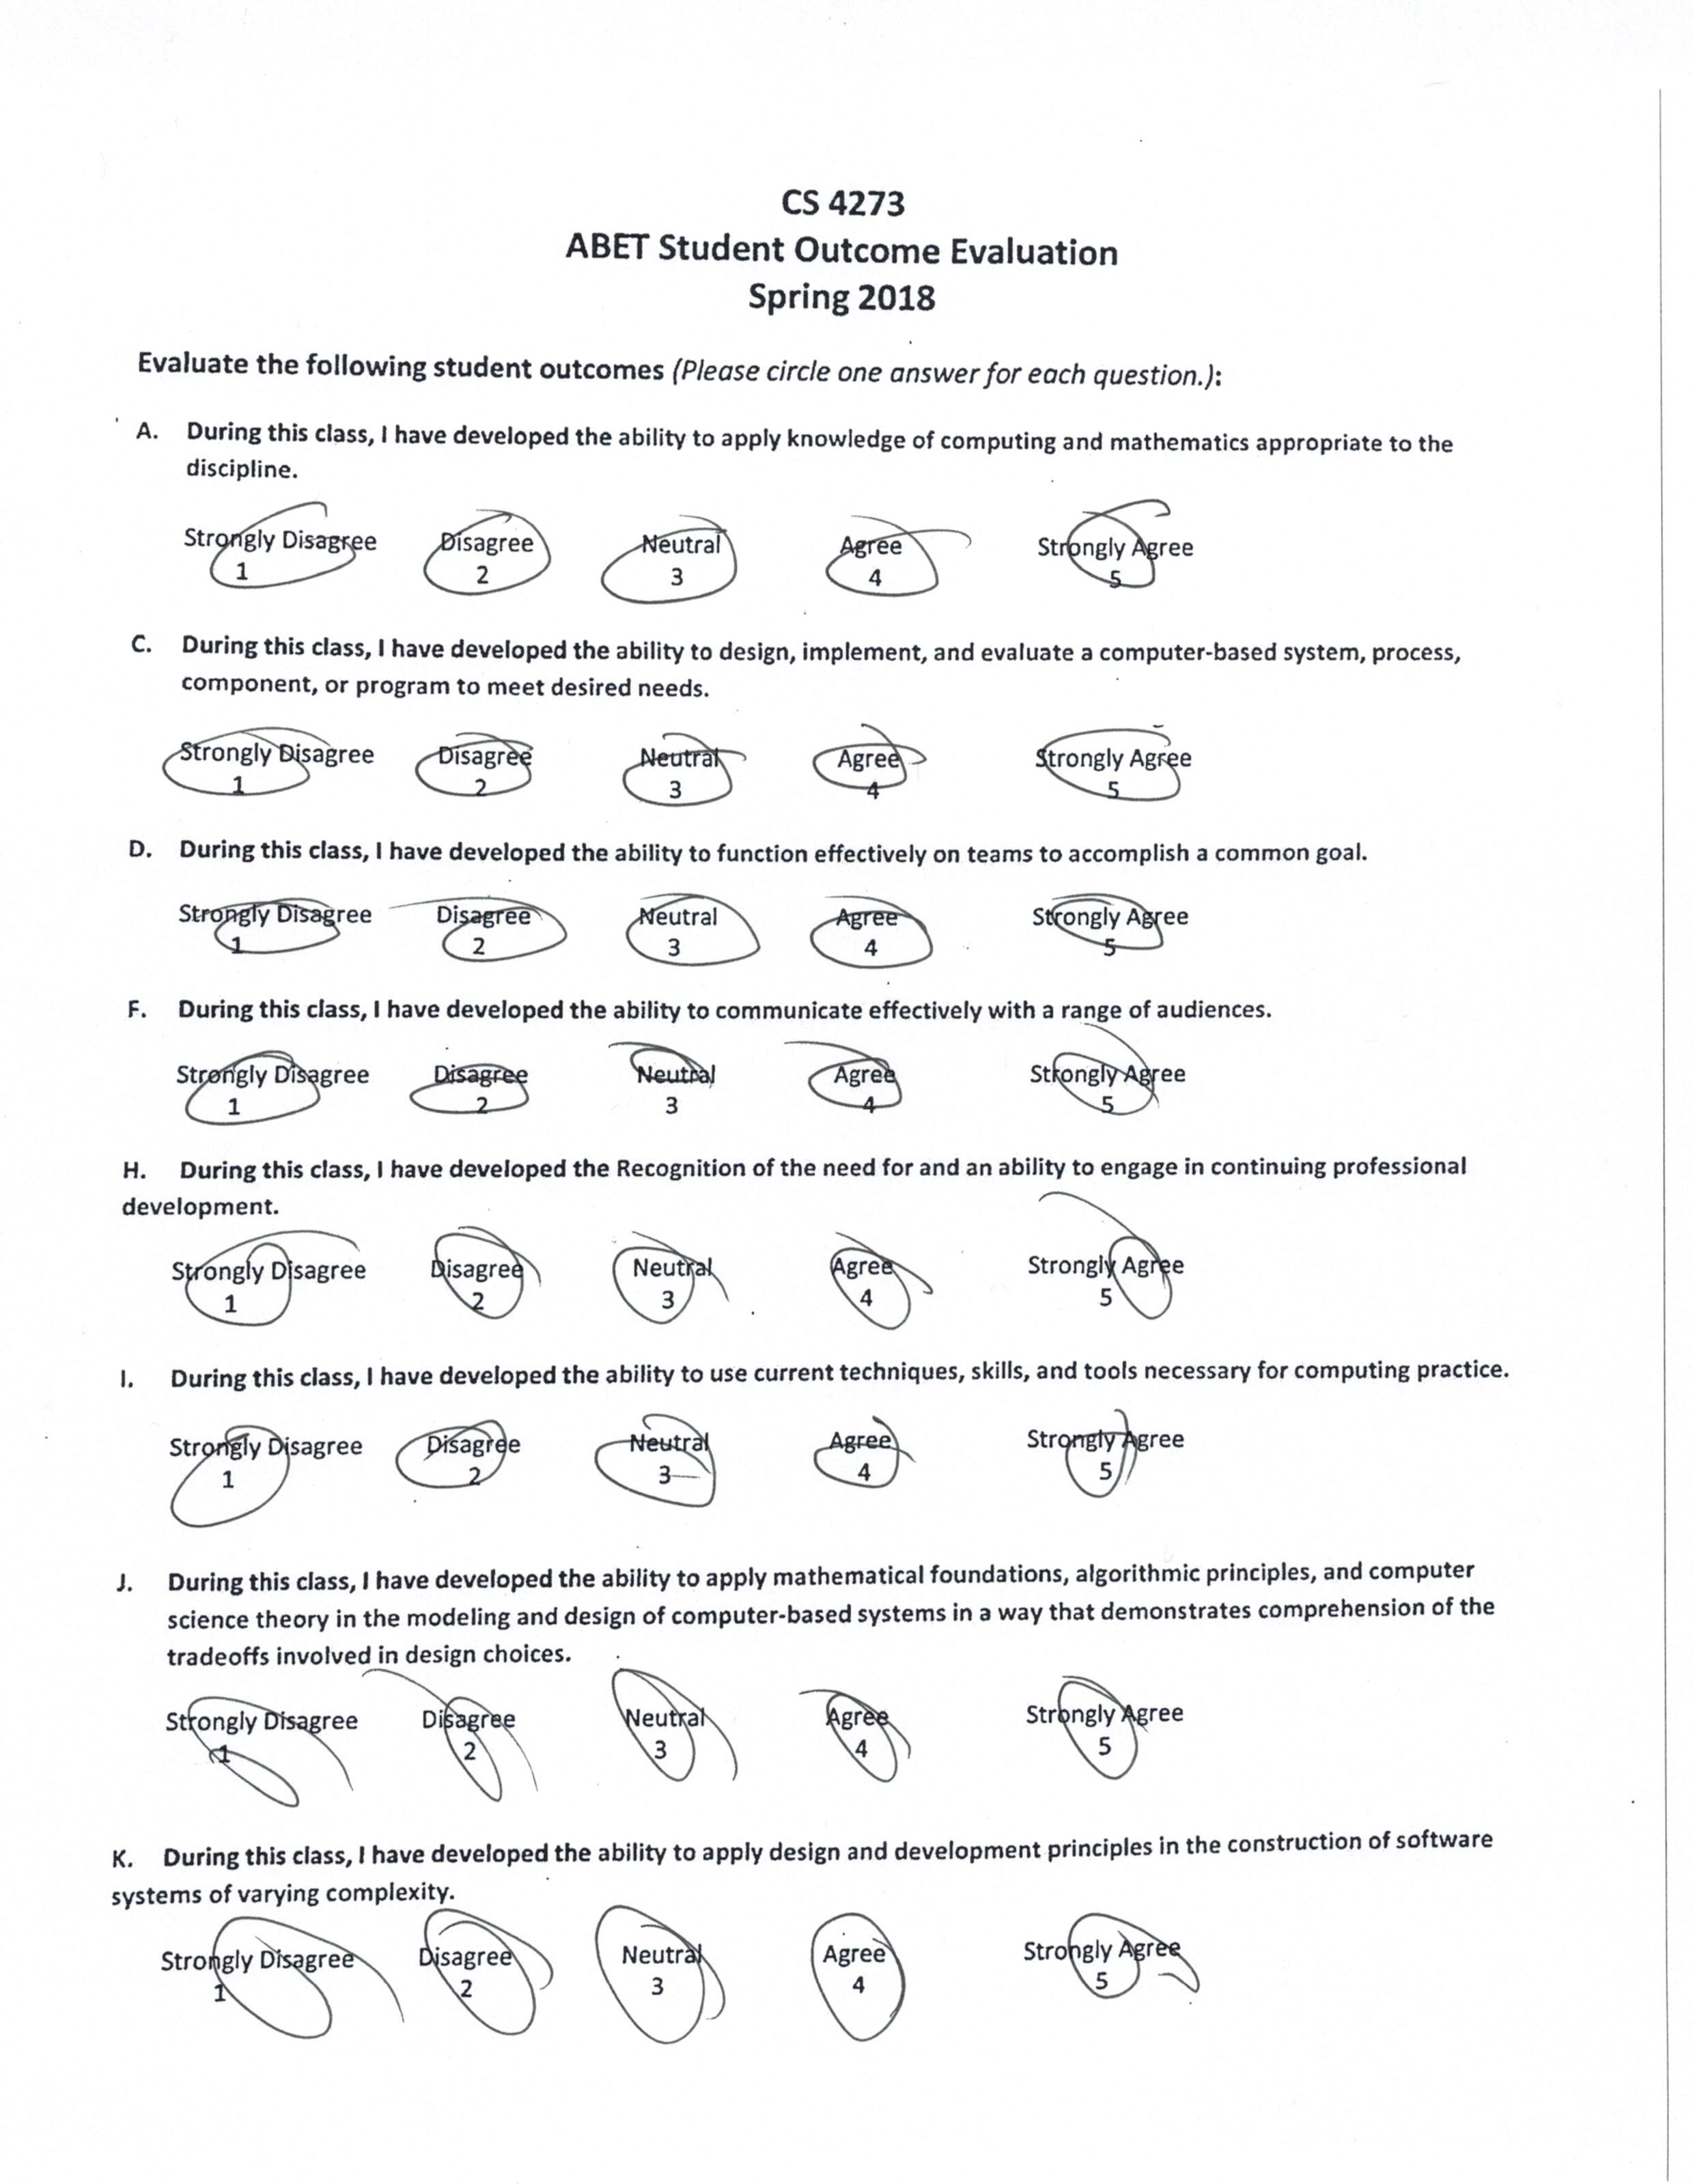 CS 4273
ABET Student Outcome Evaluation
Spring 2018
Evaluate the following student outcomes (Please circle one answer for each question.):
A. During this class, I have developed the ability to apply knowledge of computing and mathematics appropriate to the
discipline.
Strongly Disagree Disagree Neutral Agree Strongly Agree
1 2 3 4 5
C. During this class, I have developed the ability to design, implement, and evaluate a computer-based system, process,
component, or program to meet desired needs.
Strongly Disagree Disagree Neutral Agree Strongly Agree
1 2 3 4 5
D. During this class, I have developed the ability to function effectively on teams to accomplish a common goal.
Strongly Disagree Disagree Neutral Agree Strongly Agree
1 2 3 4 5
F. During this class, I have developed the ability to communicate effectively with a range of audiences.
Strongly Disagree Disagree Neutral Agree Strongly Agree
1 2 3 4 5
H. During this class, I have developed the Recognition of the need for and an ability to engage in continuing professional
development.
Strongly Disagree Disagree Neutral Agree Strongly Agree
1 2 3 4 5
I. During this class, I have developed the ability to use current techniques, skills, and tools necessary for computing practice.
Strongly Disagree Disagree Neutral Agree Strongly Agree
1 2 3 4 5
J. During this class, I have developed the ability to apply mathematical foundations, algorithmic principles, and computer
science theory in the modeling and design of computer-based systems in a way that demonstrates comprehension of the
tradeoffs involved in design choices.
Strongly Disagree Disagree Neutral Agree Strongly Agree
1 2 3 4 5
K. During this class, I have developed the ability to apply design and development principles in the construction of software
systems of varying complexity.
Strongly Disagree Disagree Neutral Agree Strongly Agree
1 2 3 4 5